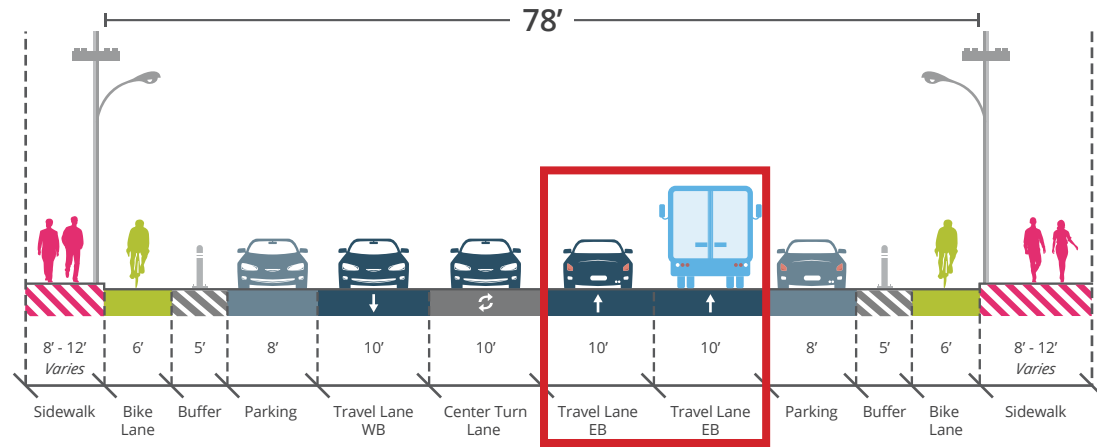 78’
8’ - 12’
Varies
6’
5’
8’
10’
10’
10’
10’
8’
5’
6’
8’ - 12’
Varies
Sidewalk
Bike
Lane
Buffer
Parking
Travel Lane
WB
Center Turn
Lane
Travel Lane
EB
Travel Lane
EB
Parking
Buffer
Bike
Lane
Sidewalk